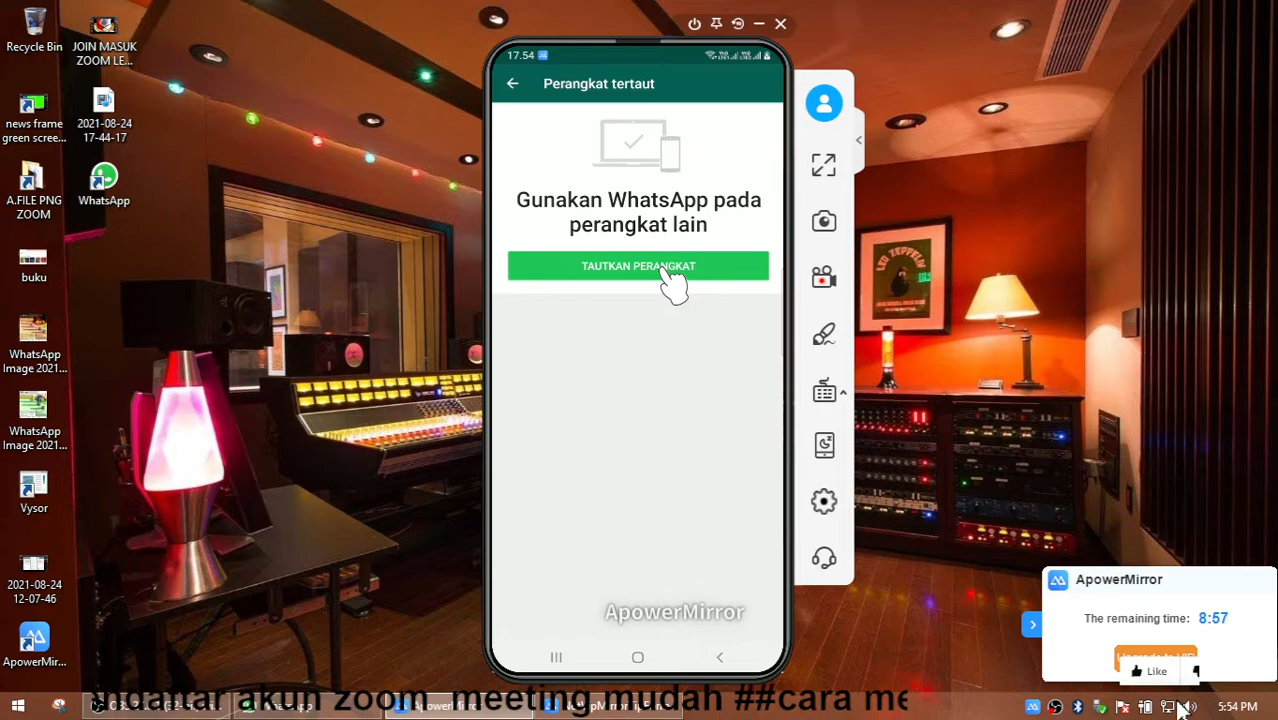 Recycle Bin
JOIN MASUK
ZOOM LE...
news frame
green scree...
2021-08-24
17-44-17
A.FILE PNG
ZOOM
WhatsApp
buku
WhatsApp
Image 2021...
WhatsApp
Image 2021...
Vysor
2021-08-24
12-07-46
ApowerMir...
17.54
Perangkat tertaut
Gunakan WhatsApp pada
perangkat lain
TAUTKAN PERANGKAT
ApowerMirror
LED ZEPPELIN
ApowerMirror
The remaining time: 8:57
Like
ndaftar akun zoom meeting mudah ##cara me
WhatsApp
5:54 PM